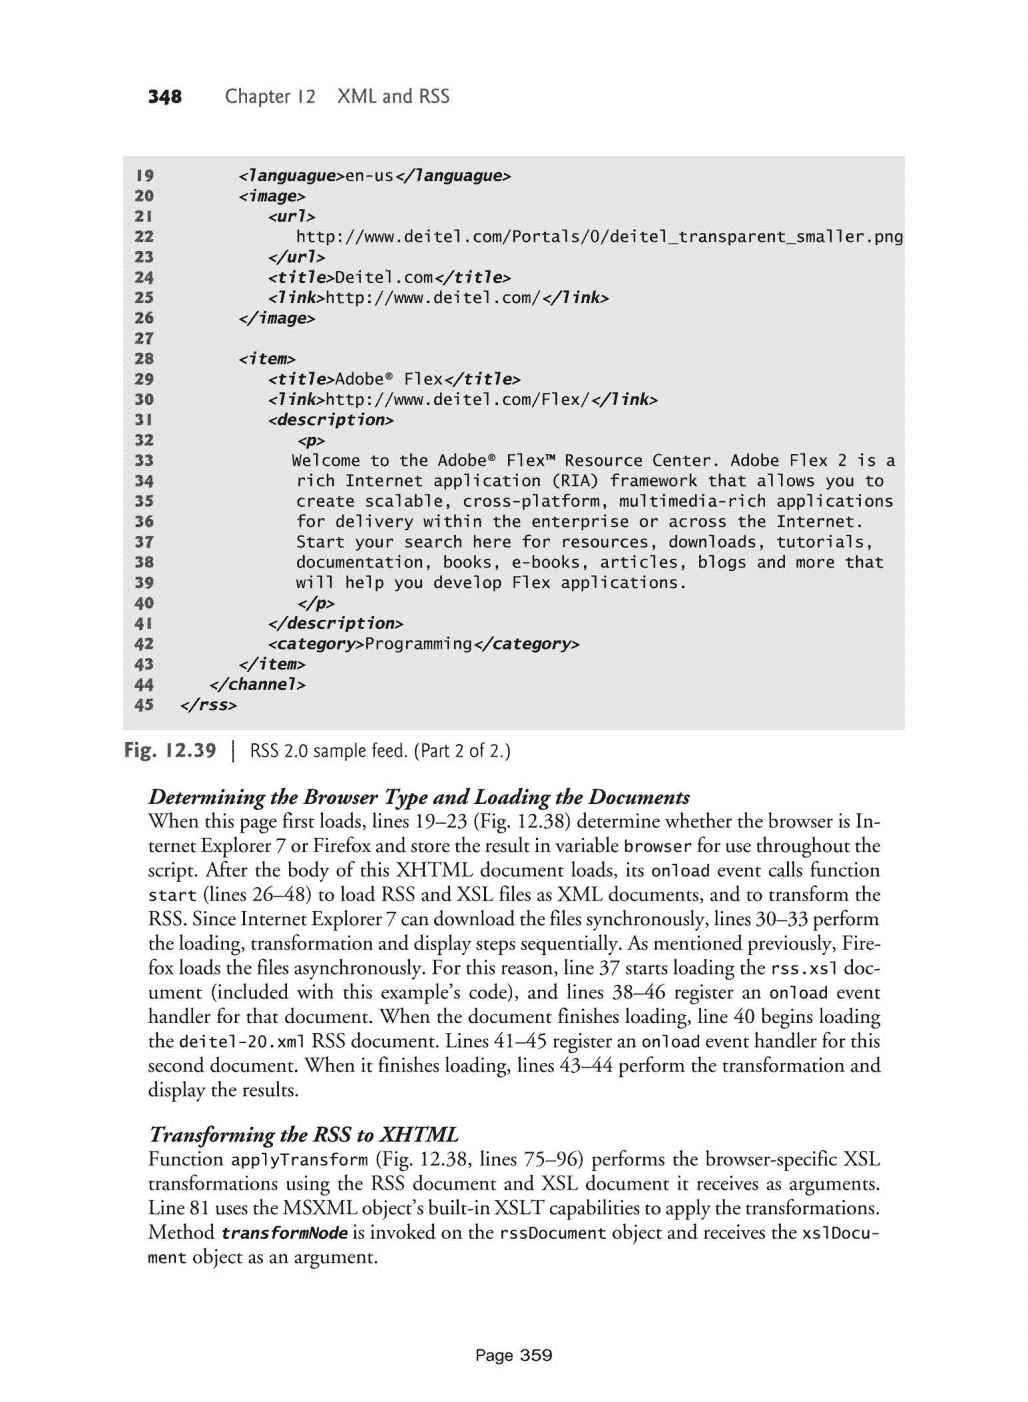 348 Chapter 12 XML and RSS
19 <languague>en-us</languague>
20 <image>
21 <url>
22 http://www.deitel.com/Portals/0/deitel_transparent_smaller.png
23 </url>
24 <title>Deitel.com</title>
25 <link>http://www.deitel.com/</link>
26 </image>
27
28 <item>
29 <title>Adobe® Flex</title>
30 <link>http://www.deitel.com/Flex/</link>
31 <description>
32 <p>
33 Welcome to the Adobe® Flex™ Resource Center. Adobe Flex 2 is a
34 rich Internet application (RIA) framework that allows you to
35 create scalable, cross-platform, multimedia-rich applications
36 for delivery within the enterprise or across the Internet.
37 Start your search here for resources, downloads, tutorials,
38 documentation, books, e-books, articles, blogs and more that
39 will help you develop Flex applications.
40 </p>
41 </description>
42 <category>Programming</category>
43 </item>
44 </channel>
45 </rss>
Fig. 12.39 | RSS 2.0 sample feed. (Part 2 of 2.)
Determining the Browser Type and Loading the Documents
When this page first loads, lines 19–23 (Fig. 12.38) determine whether the browser is In-
ternet Explorer 7 or Firefox and store the result in variable browser for use throughout the
script. After the body of this XHTML document loads, its onload event calls function
start (lines 26–48) to load RSS and XSL files as XML documents, and to transform the
RSS. Since Internet Explorer 7 can download the files synchronously, lines 30–33 perform
the loading, transformation and display steps sequentially. As mentioned previously, Fire-
fox loads the files asynchronously. For this reason, line 37 starts loading the rss.xsl doc-
ument (included with this example's code), and lines 38–46 register an onload event
handler for that document. When the document finishes loading, line 40 begins loading
the deitel-20.xml RSS document. Lines 41–45 register an onload event handler for this
second document. When it finishes loading, lines 43–44 perform the transformation and
display the results.
Transforming the RSS to XHTML
Function applyTransform (Fig. 12.38, lines 75–96) performs the browser-specific XSL
transformations using the RSS document and XSL document it receives as arguments.
Line 81 uses the MSXML object's built-in XSLT capabilities to apply the transformations.
Method transformNode is invoked on the rssDocument object and receives the xslDocu-
ment object as an argument.
Page 359